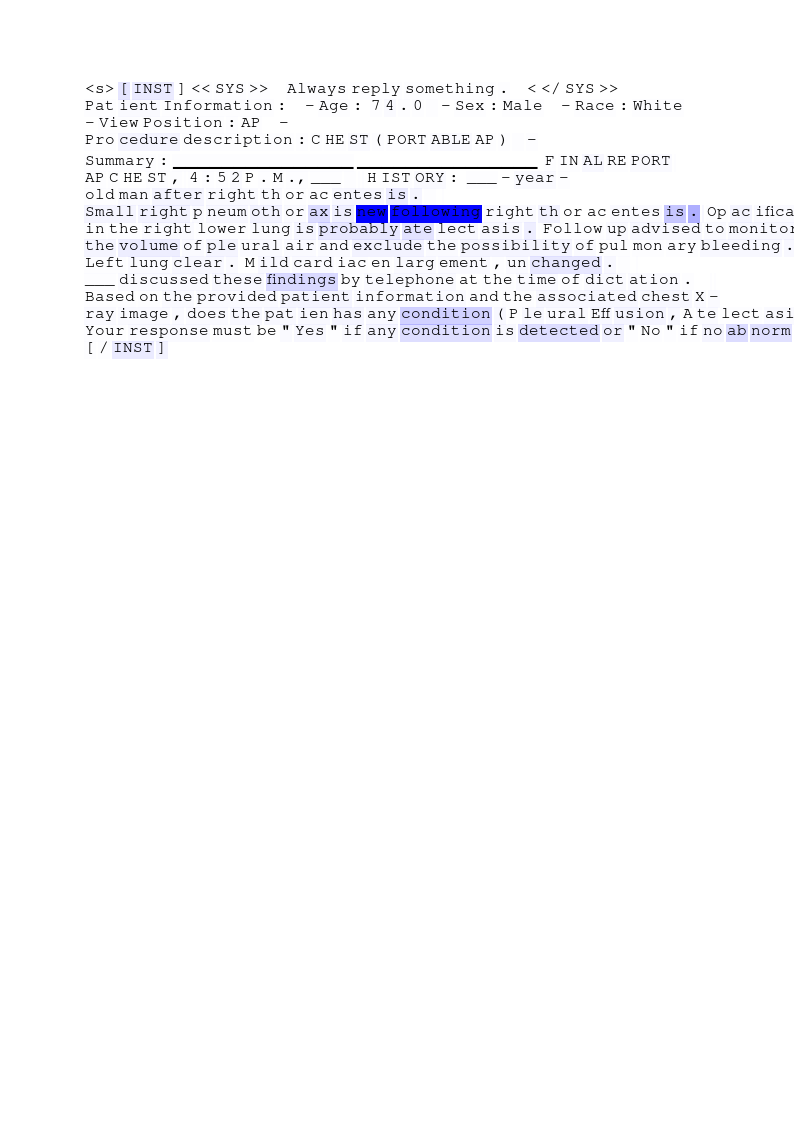 <s> [ INST ] << SYS >> Always reply something . < </ SYS >>
Pat ient Information : - Age : 7 4 . 0 - Sex : Male - Race : White
- View Position : AP -
Pro cedure description : C HE ST ( PORT ABLE AP ) -
Summary : ____________________ ____________________ F IN AL RE PORT
AP C HE ST , 4 : 5 2 P . M . , ___ H IST ORY : ___ - year -
old man after right th or ac entes is .
Small right p neum oth or ax is new following right th or ac entes is . Op ac ifica
in the right lower lung is probably ate lect asis . Follow up advised to monitor
the volume of ple ural air and exclude the possibility of pul mon ary bleeding .
Left lung clear . M ild card iac en larg ement , un changed .
___ discussed these findings by telephone at the time of dict ation .
Based on the provided patient information and the associated chest X -
ray image , does the pat ien has any condition ( P le ural Eff usion , A te lect asi
Your response must be " Yes " if any condition is detected or " No " if no ab norm
[ / INST ]